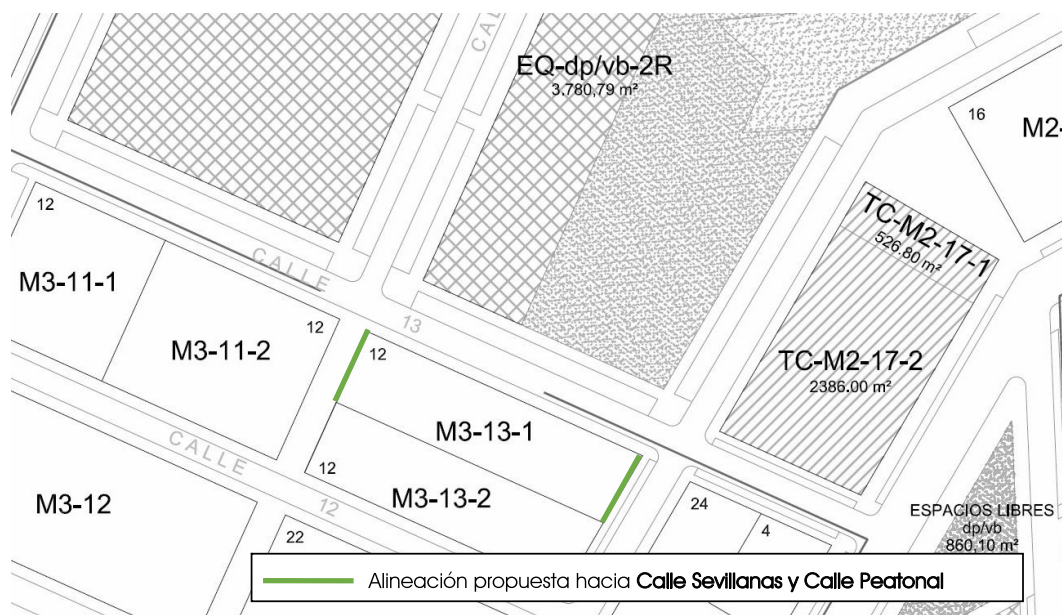 CAL
EQ-dp/vb-2R
3.780,79 m²
16
M2-
12
CALLE
13
TC-M2-17-1
526.80 m²
M3-11-1
M3-11-2
12
12
M3-13-1
TC-M2-17-2
2386.00 m²
CALLE
12
12
M3-13-2
M3-12
22
24
4
ESPACIOS LIBRES
dp/vb
860,10 m²
Alineación propuesta hacia Calle Sevillanas y Calle Peatonal